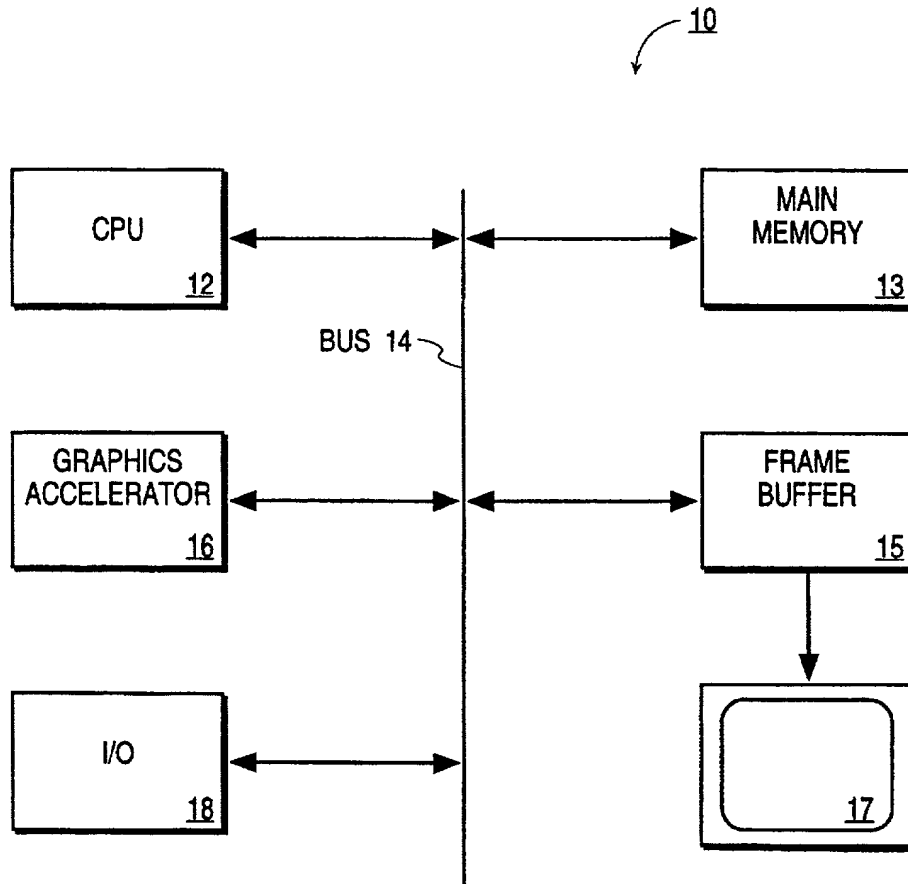 10
CPU
12
MAIN
MEMORY
13
BUS 14
GRAPHICS
ACCELERATOR
16
FRAME
BUFFER
15
I/O
18
17